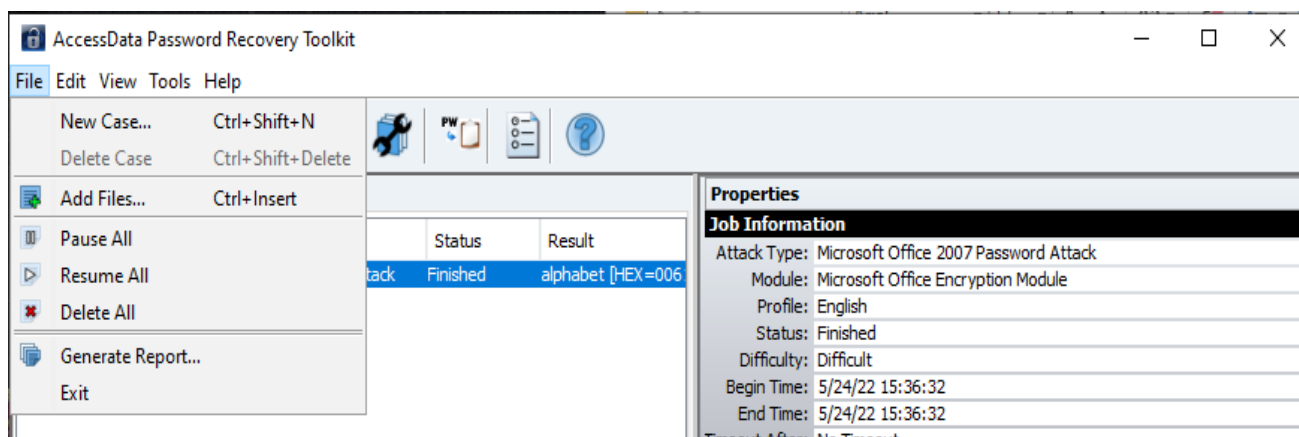 AccessData Password Recovery Toolkit
File Edit View Tools Help
New Case... Ctrl+Shift+N
Delete Case Ctrl+Shift+Delete
Add Files... Ctrl+Insert
Pause All
Resume All
Delete All
Generate Report...
Exit
PW
Status Result
Finished alphabet [HEX=006
Properties
Job Information
Attack Type: Microsoft Office 2007 Password Attack
Module: Microsoft Office Encryption Module
Profile: English
Status: Finished
Difficulty: Difficult
Begin Time: 5/24/22 15:36:32
End Time: 5/24/22 15:36:32
No Timeout